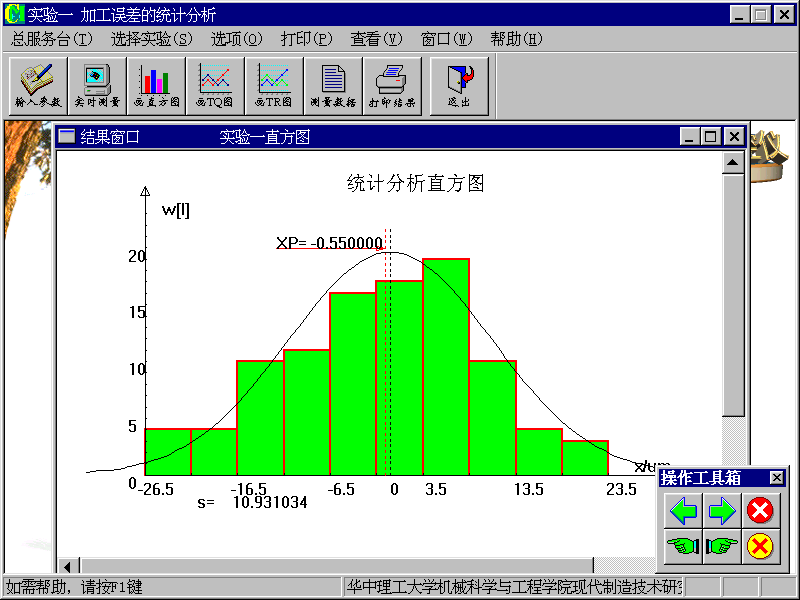 实验一 加工误差的统计分析
总服务台(T) 选择实验(S) 选项(O) 打印(P) 查看(V) 窗口(W) 帮助(H)
输入参数 实时测量 画直方图 画TQ图 画TR图 测量数据 打印结果 退出
结果窗口 实验一直方图
统计分析直方图
w[I]
XP= -0.550000
20
15
10
5
0
-26.5 -16.5 -6.5 0 3.5 13.5 23.5
x/um
s= 10.931034
操作工具箱
如需帮助，请按F1键 华中理工大学机械科学与工程学院现代制造技术研究